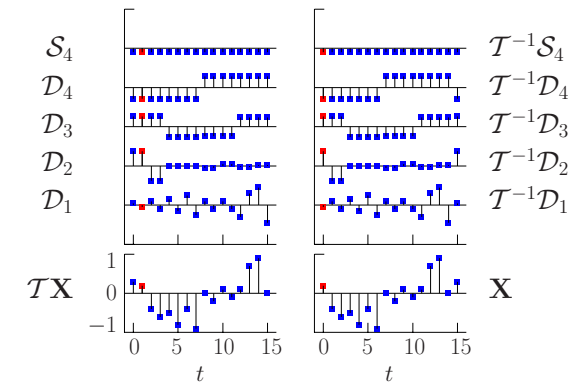 𝒮₄ 𝒯⁻¹𝒮₄
𝒟₄ 𝒯⁻¹𝒟₄
𝒟₃ 𝒯⁻¹𝒟₃
𝒟₂ 𝒯⁻¹𝒟₂
𝒟₁ 𝒯⁻¹𝒟₁
1
𝒯𝐗 0 𝐗
−1
0 5 10 15 0 5 10 15
t t